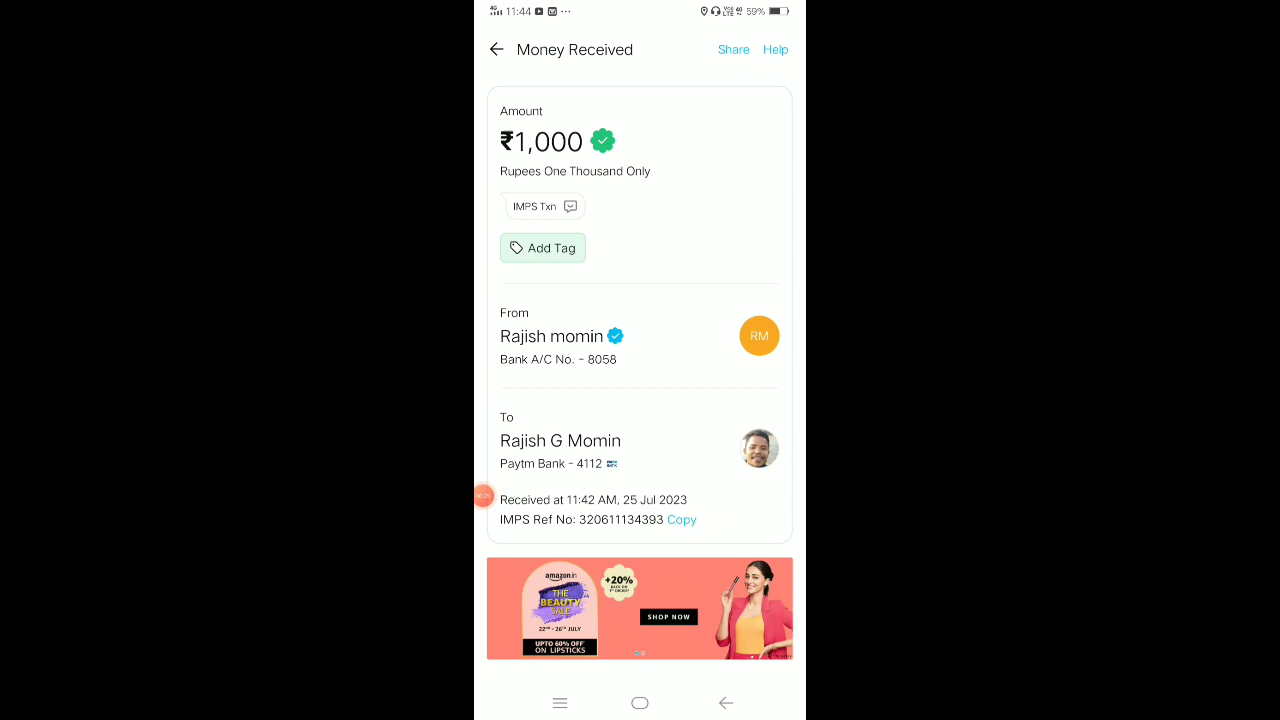 4G 11:44 59%
Money Received Share Help
Amount
₹1,000
Rupees One Thousand Only
IMPS Txn
Add Tag
From
Rajish momin
RM
Bank A/C No. - 8058
To
Rajish G Momin
Paytm Bank - 4112
Received at 11:42 AM, 25 Jul 2023
IMPS Ref No: 320611134393 Copy
amazon.in
THE
BEAUTY
SALE
22ND - 26TH JULY
UPTO 60% OFF
ON LIPSTICKS
+20%
SHOP NOW